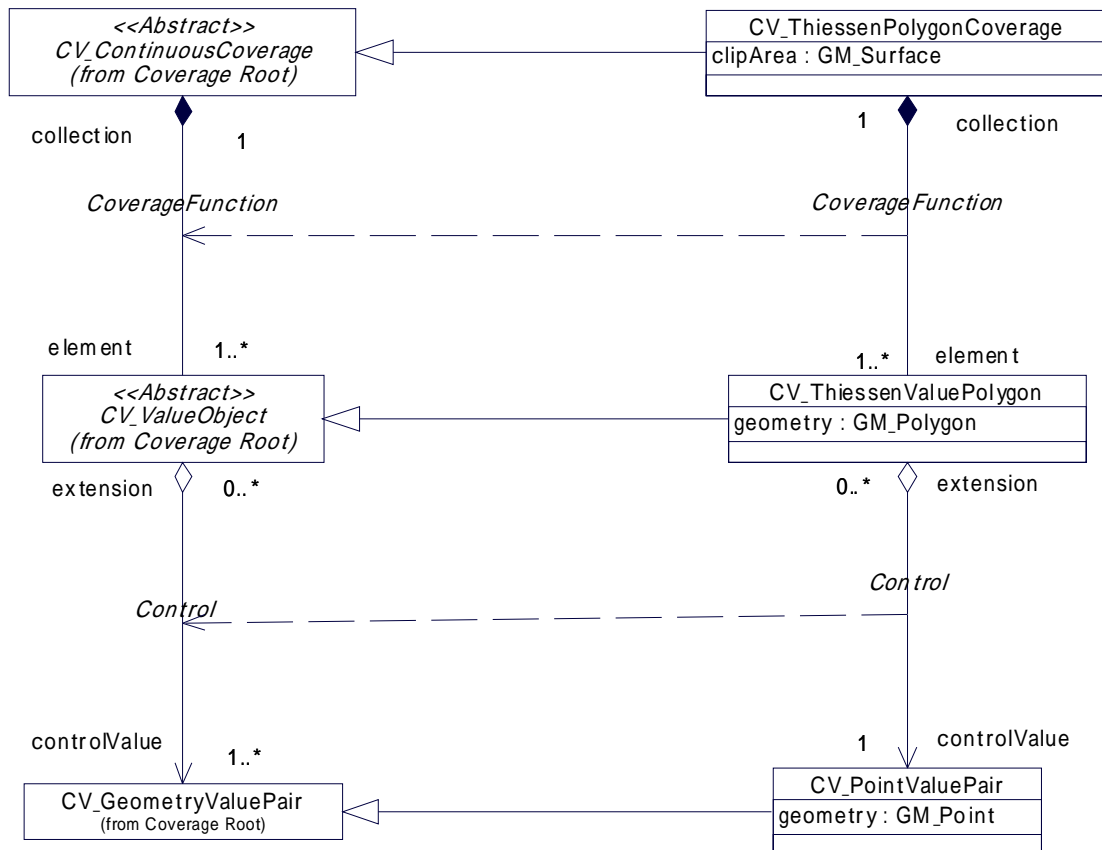 <<Abstract>>
CV_ContinuousCoverage
(from Coverage Root)
CV_ThiessenPolygonCoverage
clipArea : GM_Surface
collection
1
1
collection
CoverageFunction
CoverageFunction
element
1..*
1..*
element
<<Abstract>>
CV_ValueObject
(from Coverage Root)
CV_ThiessenValuePolygon
geometry : GM_Polygon
extension
0..*
0..*
extension
Control
Control
controlValue
1..*
1
controlValue
CV_GeometryValuePair
(from Coverage Root)
CV_PointValuePair
geometry : GM_Point